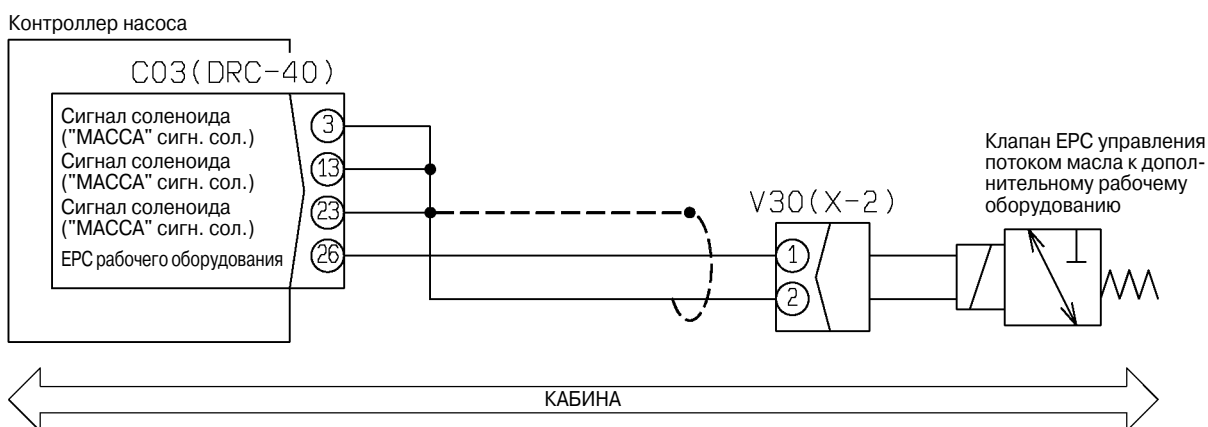 Контроллер насоса
C03(DRC-40)
Сигнал соленоида
("МАССА" сигн. сол.)
3
Сигнал соленоида
("МАССА" сигн. сол.)
13
Сигнал соленоида
("МАССА" сигн. сол.)
23
EPC рабочего оборудования
26
V30(X-2)
1
2
Клапан EPC управления
потоком масла к допол-
нительному рабочему
оборудованию
КАБИНА